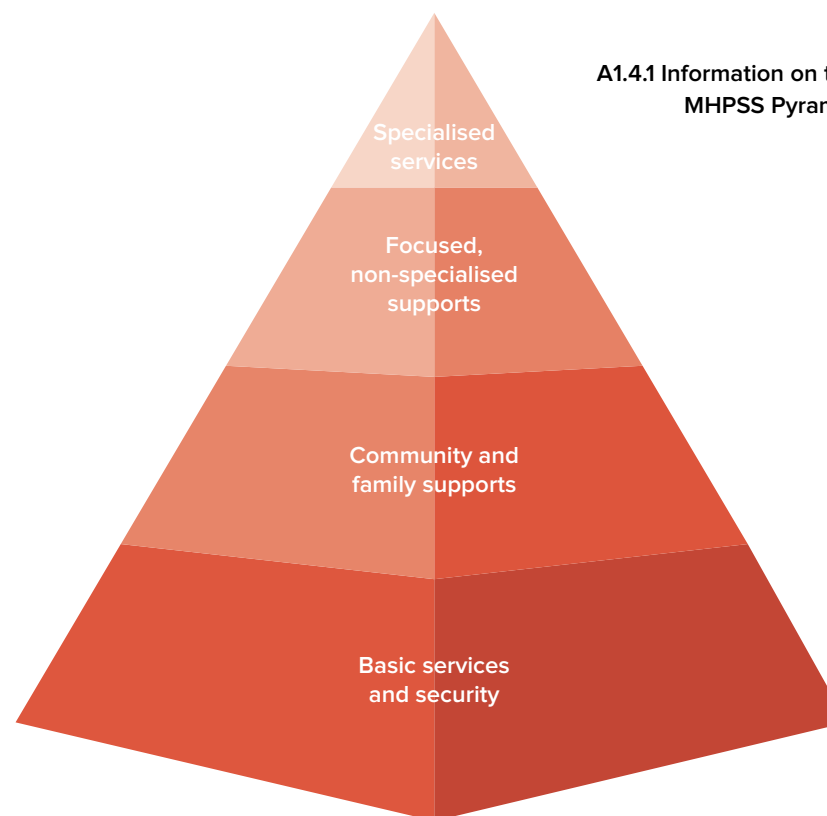 A1.4.1 Information on
MHPSS
Specialised
services
Focused,
non-specialised
supports
Community and
family supports
Basic services
and security